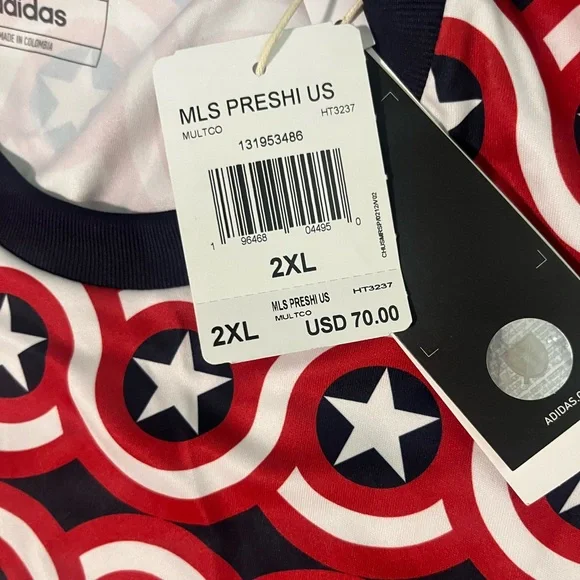 adidas
MADE IN COLOMBIA
MLS PRESHI US
MULTCO HT3237
131953486
1 96468 04495 0
2XL
MLS PRESHI US HT3237
MULTCO
2XL USD 70.00